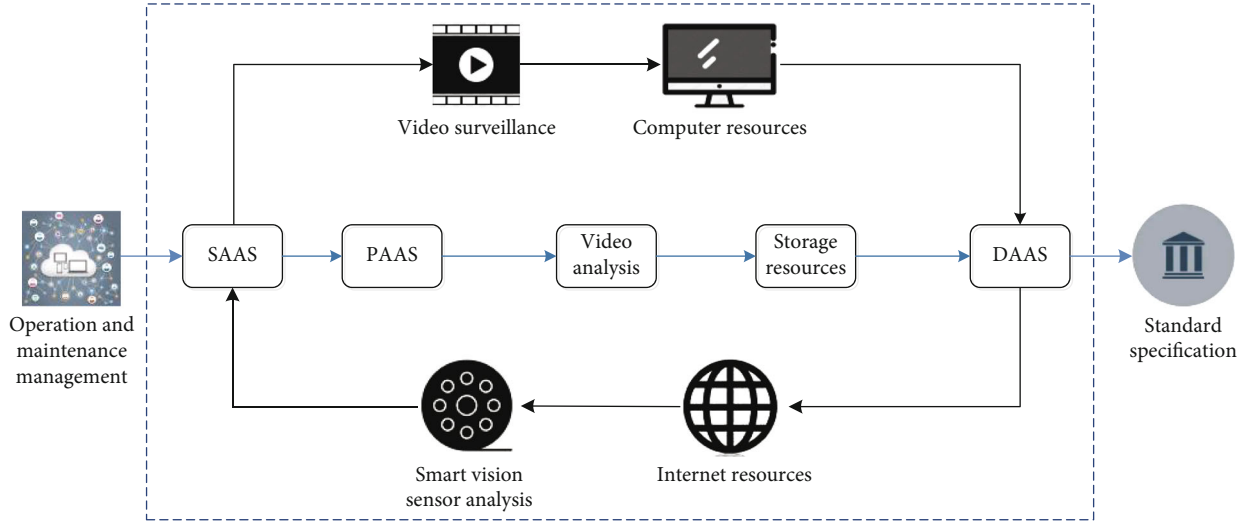 Video surveillance
Computer resources
SAAS
PAAS
Video
analysis
Storage
resources
DAAS
Operation and
maintenance
management
Standard
specification
Smart vision
sensor analysis
Internet resources